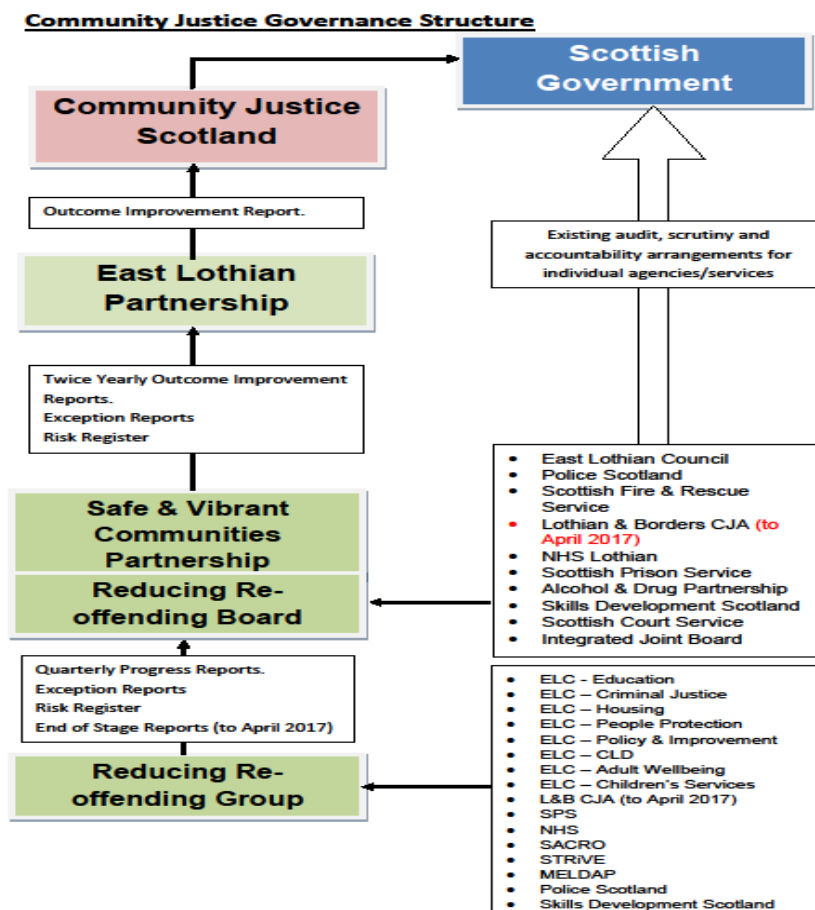 Community Justice Governance Structure
Scottish
Government
Community Justice
Scotland
Outcome Improvement Report.
Existing audit, scrutiny and
accountability arrangements for
individual agencies/services
East Lothian
Partnership
Twice Yearly Outcome Improvement
Reports.
Exception Reports
Risk Register
• East Lothian Council
• Police Scotland
• Scottish Fire & Rescue
Service
• Lothian & Borders CJA (to
April 2017)
• NHS Lothian
• Scottish Prison Service
• Alcohol & Drug Partnership
• Skills Development Scotland
• Scottish Court Service
• Integrated Joint Board
Safe & Vibrant
Communities
Partnership
Reducing Re-
offending Board
Quarterly Progress Reports.
Exception Reports
Risk Register
End of Stage Reports (to April 2017)
• ELC - Education
• ELC – Criminal Justice
• ELC – Housing
• ELC – People Protection
• ELC – Policy & Improvement
• ELC – CLD
• ELC – Adult Wellbeing
• ELC – Children's Services
• L&B CJA (to April 2017)
• SPS
• NHS
• SACRO
• STRiVE
• MELDAP
• Police Scotland
• Skills Development Scotland
Reducing Re-
offending Group